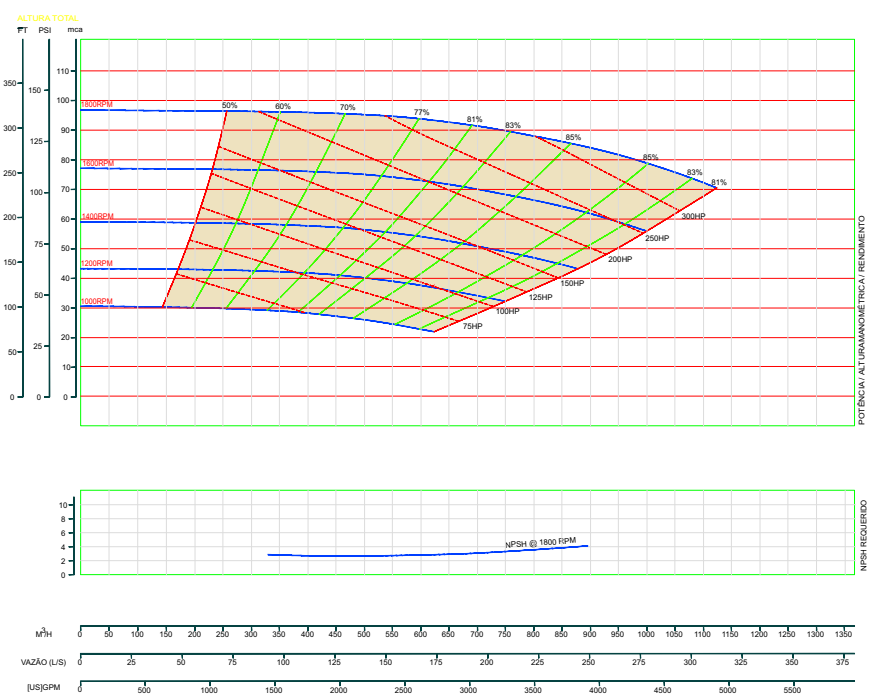 ALTURA TOTAL
FT PSI mca
350
300
250
200
150
100
50
0
150
125
100
75
50
25
0
110
100
90
80
70
60
50
40
30
20
10
0
1800RPM
1600RPM
1400RPM
1200RPM
1000RPM
50% 60% 70% 77% 81% 83% 85% 85% 83% 81%
300HP
250HP
200HP
150HP
125HP
100HP
75HP
POTÊNCIA / ALTURAMANOMÉTRICA / RENDIMENTO
10
8
6
4
2
0
NPSH @ 1800 RPM
NPSH REQUERIDO
M³/H 0 50 100 150 200 250 300 350 400 450 500 550 600 650 700 750 800 850 900 950 1000 1050 1100 1150 1200 1250 1300 1350
VAZÃO (L/S) 0 25 50 75 100 125 150 175 200 225 250 275 300 325 350 375
[US]GPM 0 500 1000 1500 2000 2500 3000 3500 4000 4500 5000 5500